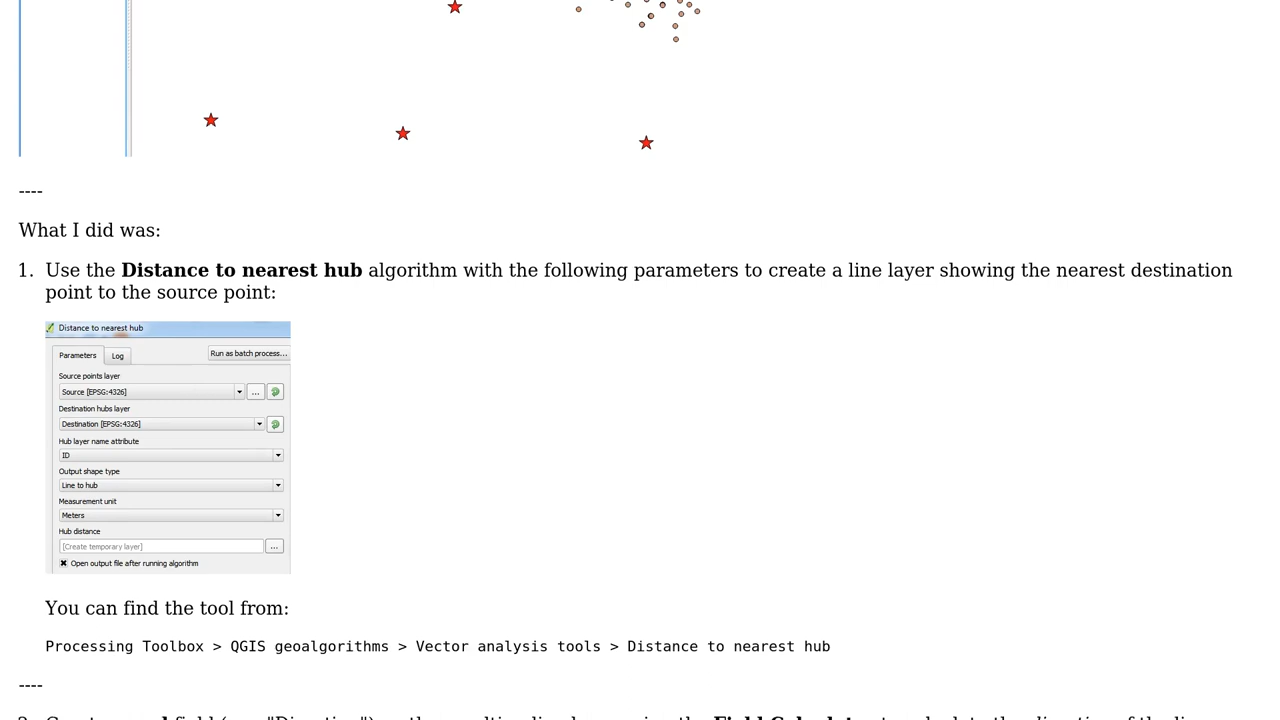 ----
What I did was:
1. Use the Distance to nearest hub algorithm with the following parameters to create a line layer showing the nearest destination
point to the source point:
Distance to nearest hub
Parameters Log Run as batch process...
Source points layer
Source [EPSG:4326] ...
Destination hubs layer
Destination [EPSG:4326]
Hub layer name attribute
ID
Output shape type
Line to hub
Measurement unit
Meters
Hub distance
[Create temporary layer] ...
Open output file after running algorithm
You can find the tool from:
Processing Toolbox > QGIS geoalgorithms > Vector analysis tools > Distance to nearest hub
----